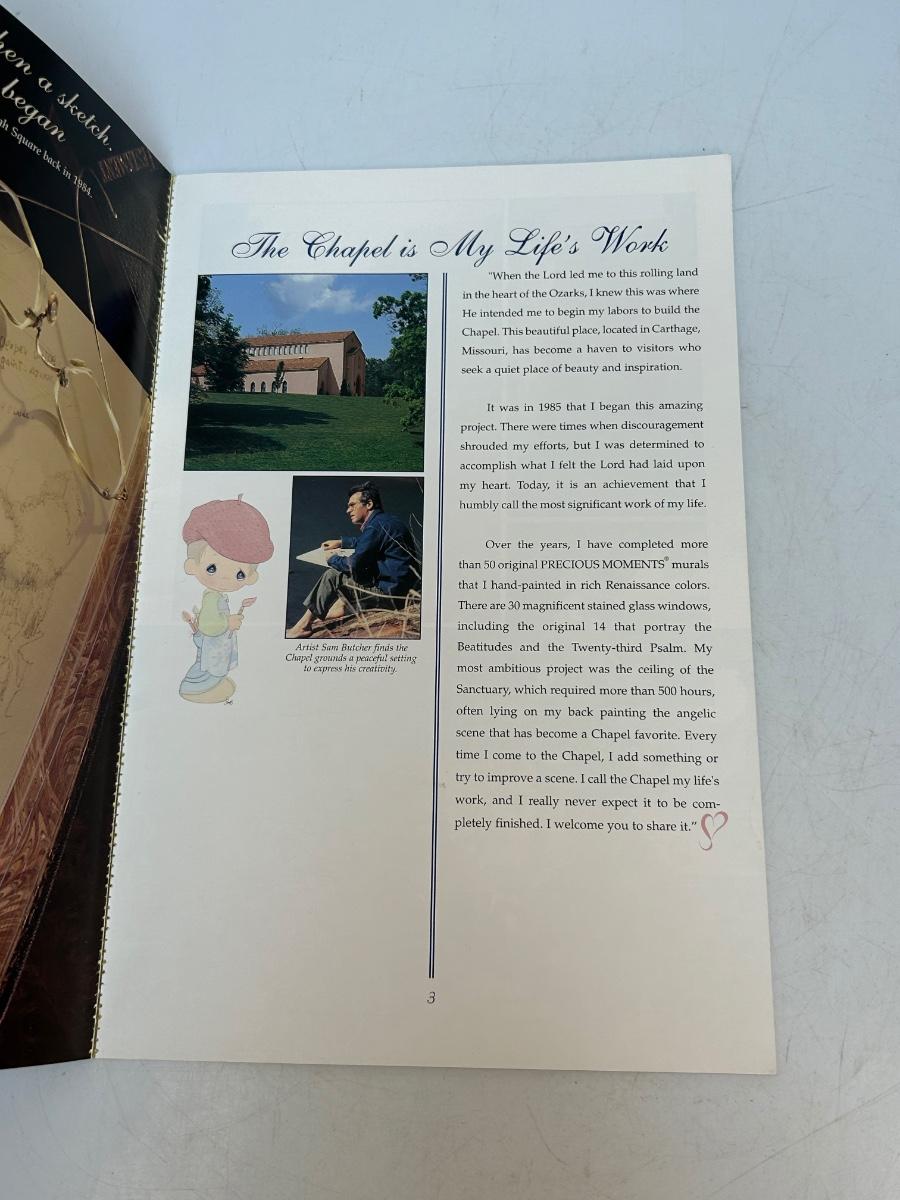 hen a sketch.
began
ah Square back in 1984.
The Chapel is My Life's Work
"When the Lord led me to this rolling land
in the heart of the Ozarks, I knew this was where
He intended me to begin my labors to build the
Chapel. This beautiful place, located in Carthage,
Missouri, has become a haven to visitors who
seek a quiet place of beauty and inspiration.
It was in 1985 that I began this amazing
project. There were times when discouragement
shrouded my efforts, but I was determined to
accomplish what I felt the Lord had laid upon
my heart. Today, it is an achievement that I
humbly call the most significant work of my life.
Over the years, I have completed more
than 50 original PRECIOUS MOMENTS® murals
that I hand-painted in rich Renaissance colors.
There are 30 magnificent stained glass windows,
including the original 14 that portray the
Beatitudes and the Twenty-third Psalm. My
most ambitious project was the ceiling of the
Sanctuary, which required more than 500 hours,
often lying on my back painting the angelic
scene that has become a Chapel favorite. Every
time I come to the Chapel, I add something or
try to improve a scene. I call the Chapel my life's
work, and I really never expect it to be com-
pletely finished. I welcome you to share it."
Artist Sam Butcher finds the
Chapel grounds a peaceful setting
to express his creativity.
3